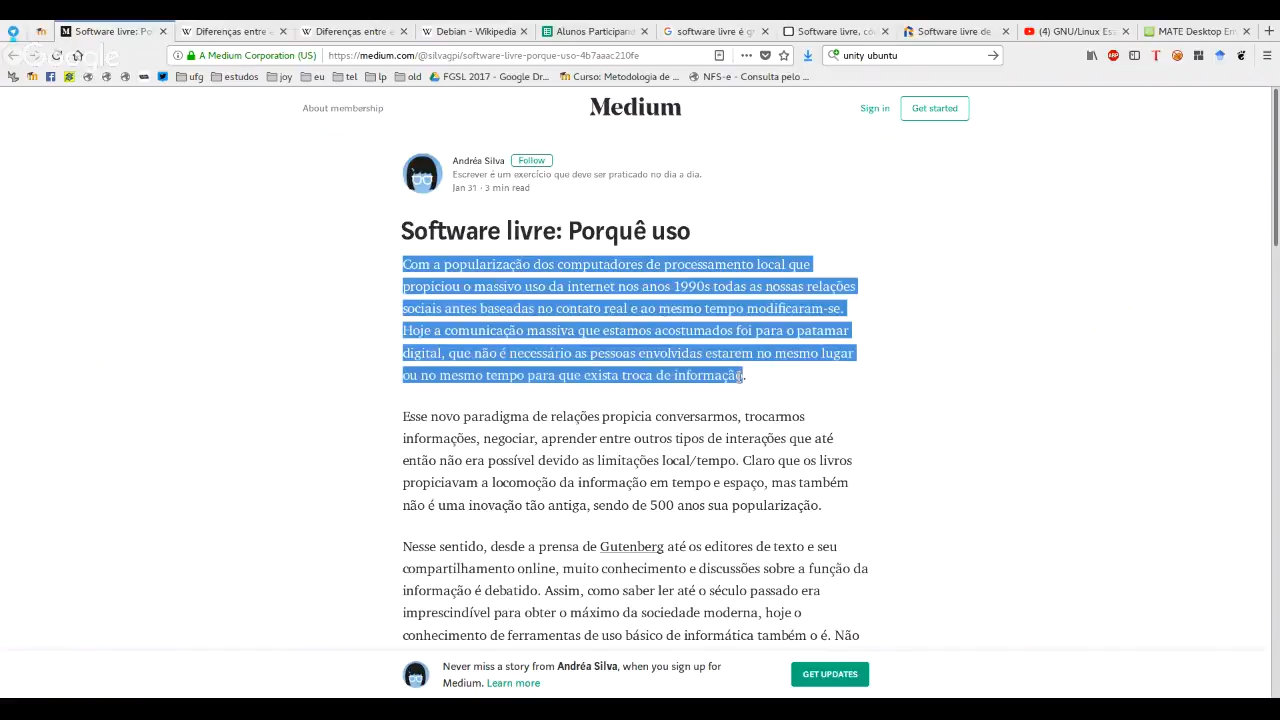 Software livre: Po
Diferenças entre
Diferenças entre e
Debian - Wikipedia
Alunos Participant
software livre é g
Software livre, có
Software livre de
(4) GNU/Linux Es
MATE Desktop En
Google
A Medium Corporation (US)
https://medium.com/@silvagpi/software-livre-porque-uso-4b7aaac210fe
unity ubuntu
ufg
estudos
joy
eu
tel
lp
old
FGSL 2017 - Google Dr...
Curso: Metodologia de ...
NFS-e - Consulta pelo ...
About membership
Medium
Sign in
Get started
Andréa Silva Follow
Escrever é um exercício que deve ser praticado no dia a dia.
Jan 31 · 3 min read
Software livre: Porquê uso
Com a popularização dos computadores de processamento local que
propiciou o massivo uso da internet nos anos 1990s todas as nossas relações
sociais antes baseadas no contato real e ao mesmo tempo modificaram-se.
Hoje a comunicação massiva que estamos acostumados foi para o patamar
digital, que não é necessário as pessoas envolvidas estarem no mesmo lugar
ou no mesmo tempo para que exista troca de informação.
Esse novo paradigma de relações propicia conversarmos, trocarmos
informações, negociar, aprender entre outros tipos de interações que até
então não era possível devido as limitações local/tempo. Claro que os livros
propiciavam a locomoção da informação em tempo e espaço, mas também
não é uma inovação tão antiga, sendo de 500 anos sua popularização.
Nesse sentido, desde a prensa de Gutenberg até os editores de texto e seu
compartilhamento online, muito conhecimento e discussões sobre a função da
informação é debatido. Assim, como saber ler até o século passado era
imprescindível para obter o máximo da sociedade moderna, hoje o
conhecimento de ferramentas de uso básico de informática também o é. Não
Never miss a story from Andréa Silva, when you sign up for
Medium. Learn more
GET UPDATES